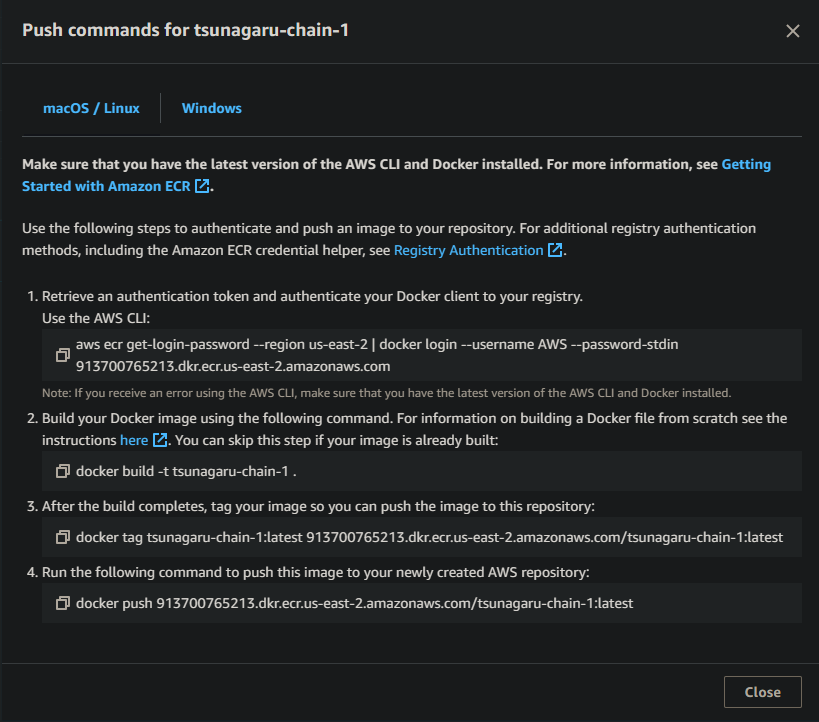 Push commands for tsunagaru-chain-1
macOS / Linux
Windows
Make sure that you have the latest version of the AWS CLI and Docker installed. For more information, see Getting
Started with Amazon ECR.
Use the following steps to authenticate and push an image to your repository. For additional registry authentication
methods, including the Amazon ECR credential helper, see Registry Authentication.
1. Retrieve an authentication token and authenticate your Docker client to your registry.
Use the AWS CLI:
aws ecr get-login-password --region us-east-2 | docker login --username AWS --password-stdin
913700765213.dkr.ecr.us-east-2.amazonaws.com
Note: If you receive an error using the AWS CLI, make sure that you have the latest version of the AWS CLI and Docker installed.
2. Build your Docker image using the following command. For information on building a Docker file from scratch see the
instructions here. You can skip this step if your image is already built:
docker build -t tsunagaru-chain-1 .
3. After the build completes, tag your image so you can push the image to this repository:
docker tag tsunagaru-chain-1:latest 913700765213.dkr.ecr.us-east-2.amazonaws.com/tsunagaru-chain-1:latest
4. Run the following command to push this image to your newly created AWS repository:
docker push 913700765213.dkr.ecr.us-east-2.amazonaws.com/tsunagaru-chain-1:latest
Close